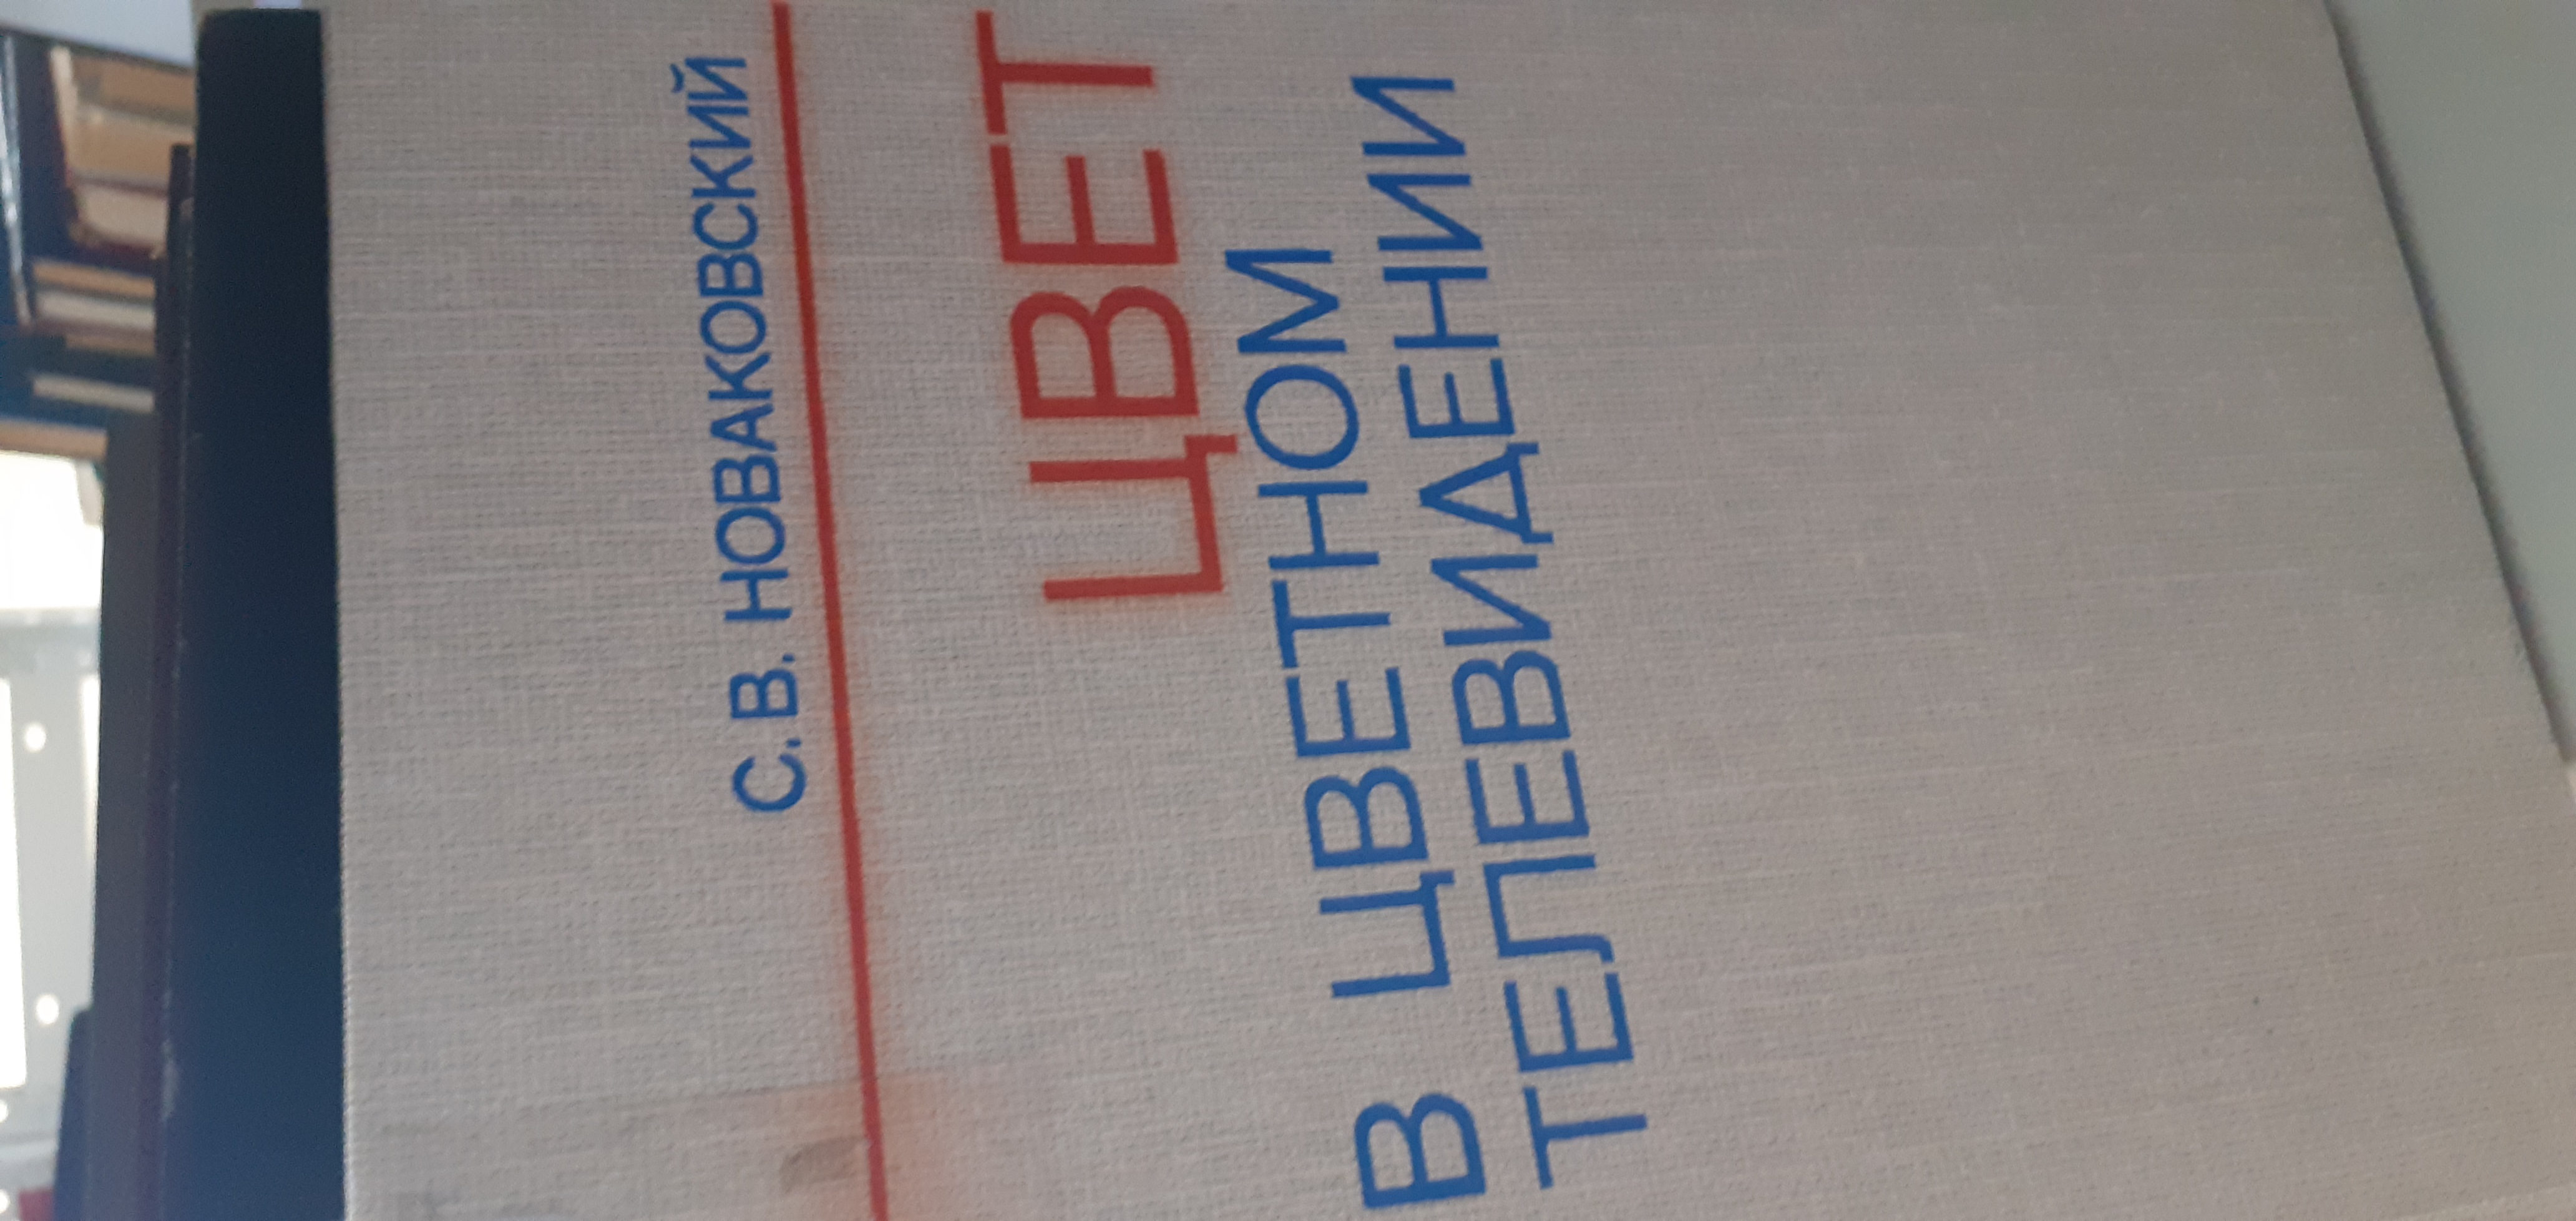 С. В. НОВАКОВСКИЙ
ЦВЕТ
В ЦВЕТНОМ
ТЕЛЕВИДЕНИИ